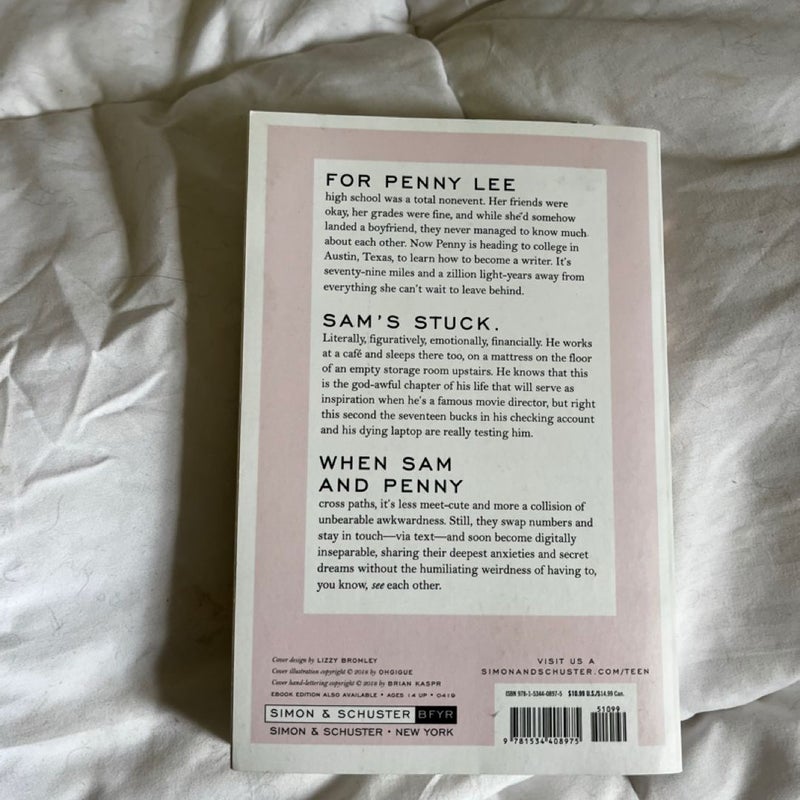 FOR PENNY LEE
high school was a total nonevent. Her friends were
okay, her grades were fine, and while she'd somehow
landed a boyfriend, they never managed to know much
about each other. Now Penny is heading to college in
Austin, Texas, to learn how to become a writer. It's
seventy-nine miles and a zillion light-years away from
everything she can't wait to leave behind.
SAM'S STUCK.
Literally, figuratively, emotionally, financially. He works
at a café and sleeps there too, on a mattress on the floor
of an empty storage room upstairs. He knows that this
is the god-awful chapter of his life that will serve as
inspiration when he's a famous movie director, but right
this second the seventeen bucks in his checking account
and his dying laptop are really testing him.
WHEN SAM
AND PENNY
cross paths, it's less meet-cute and more a collision of
unbearable awkwardness. Still, they swap numbers and
stay in touch—via text—and soon become digitally
inseparable, sharing their deepest anxieties and secret
dreams without the humiliating weirdness of having to,
you know, see each other.
Cover design by LIZZY BROMLEY
Cover illustration copyright © 2018 by OHGIGUE
Cover hand-lettering copyright © 2018 by BRIAN KASPR
EBOOK EDITION ALSO AVAILABLE • AGES 14 UP • 0419
SIMON & SCHUSTER BFYR
SIMON & SCHUSTER • NEW YORK
VISIT US A
SIMONANDSCHUSTER.COM/TEEN
ISBN 978-1-5344-0897-5 $10.99 U.S./$14.99 Can.
51099
9 781534 408975